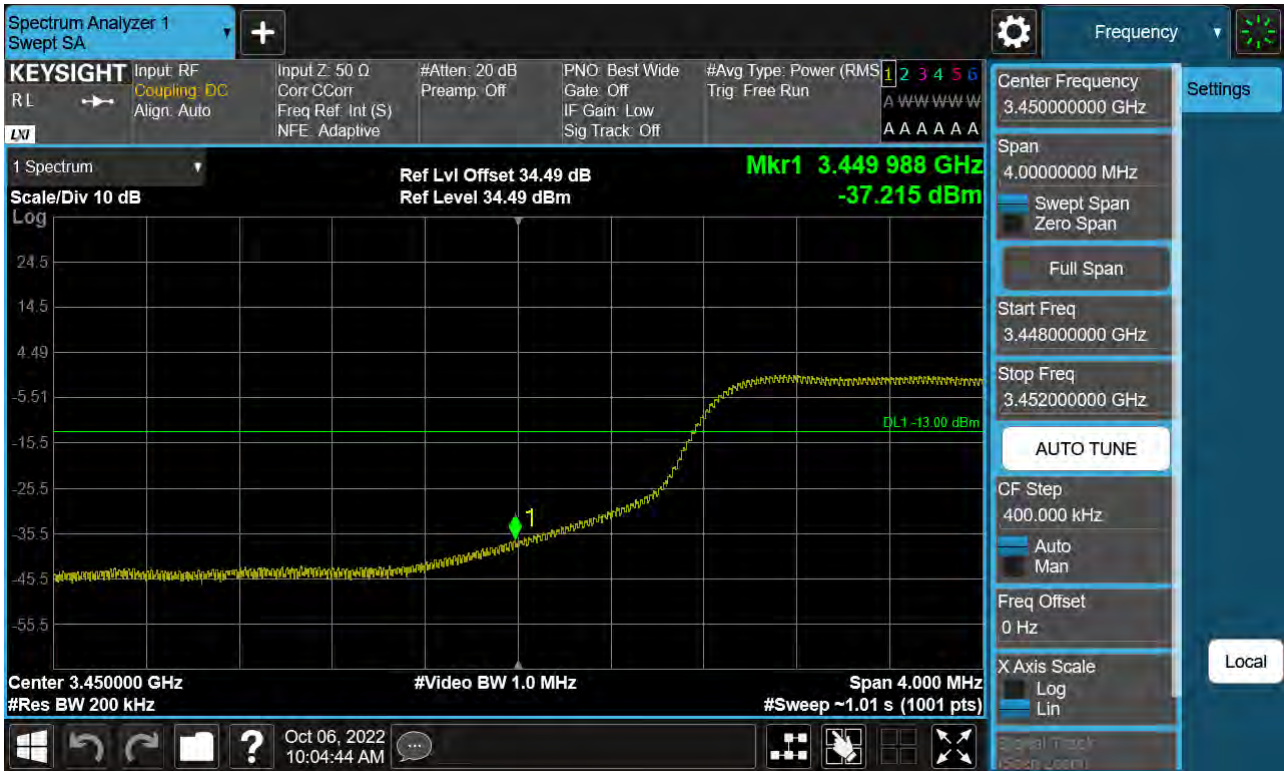 Spectrum Analyzer 1
Swept SA
+
Frequency
KEYSIGHT
RL
LXI
Input: RF
Coupling: DC
Align: Auto
Input Z: 50 Ω
Corr CCorr
Freq Ref: Int (S)
NFE: Adaptive
#Atten: 20 dB
Preamp: Off
PNO: Best Wide
Gate: Off
IF Gain: Low
Sig Track: Off
#Avg Type: Power (RMS
Trig: Free Run
1 2 3 4 5 6
A W W W W W
A A A A A A
1 Spectrum
Scale/Div 10 dB
Log
Ref Lvl Offset 34.49 dB
Ref Level 34.49 dBm
Mkr1 3.449 988 GHz
-37.215 dBm
24.5
14.5
4.49
-5.51
-15.5
-25.5
-35.5
-45.5
-55.5
DL1 -13.00 dBm
1
Center 3.450000 GHz
#Res BW 200 kHz
#Video BW 1.0 MHz
Span 4.000 MHz
#Sweep ~1.01 s (1001 pts)
Center Frequency
3.450000000 GHz
Settings
Span
4.00000000 MHz
Swept Span
Zero Span
Full Span
Start Freq
3.448000000 GHz
Stop Freq
3.452000000 GHz
AUTO TUNE
CF Step
400.000 kHz
Auto
Man
Freq Offset
0 Hz
X Axis Scale
Log
Lin
Local
Signal Track
(Span Zoom)
?
Oct 06, 2022
10:04:44 AM